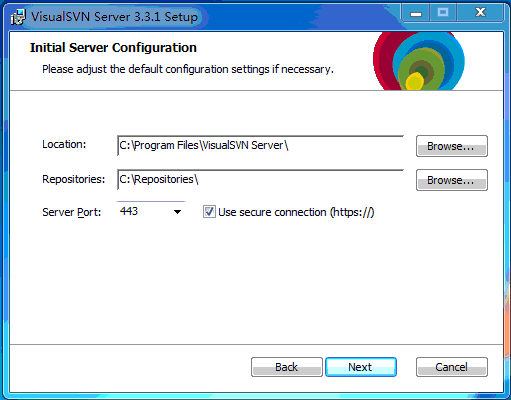 VisualSVN Server 3.3.1 Setup
Initial Server Configuration
Please adjust the default configuration settings if necessary.
Location: C:\Program Files\VisualSVN Server\ Browse...
Repositories: C:\Repositories\ Browse...
Server Port: 443 Use secure connection (https://)
Back Next Cancel